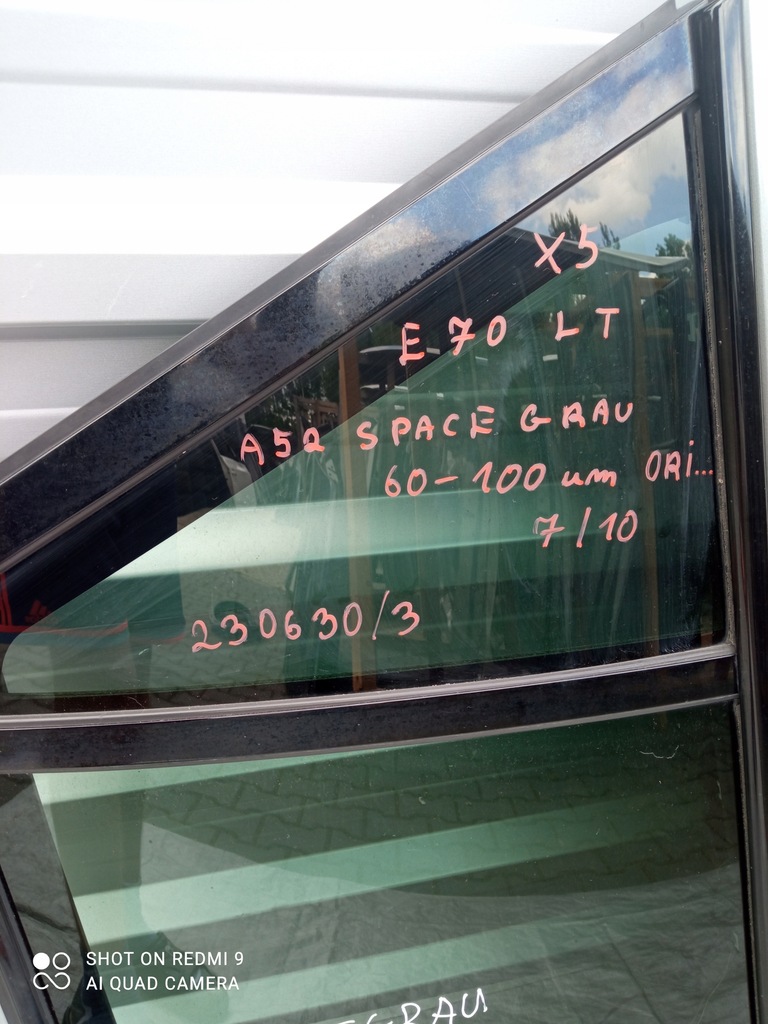 X5
E70 LT
A52 SPACE GRAU
60-100 um ORi...
7/10
230630/3
GRAU
SHOT ON REDMI 9
AI QUAD CAMERA